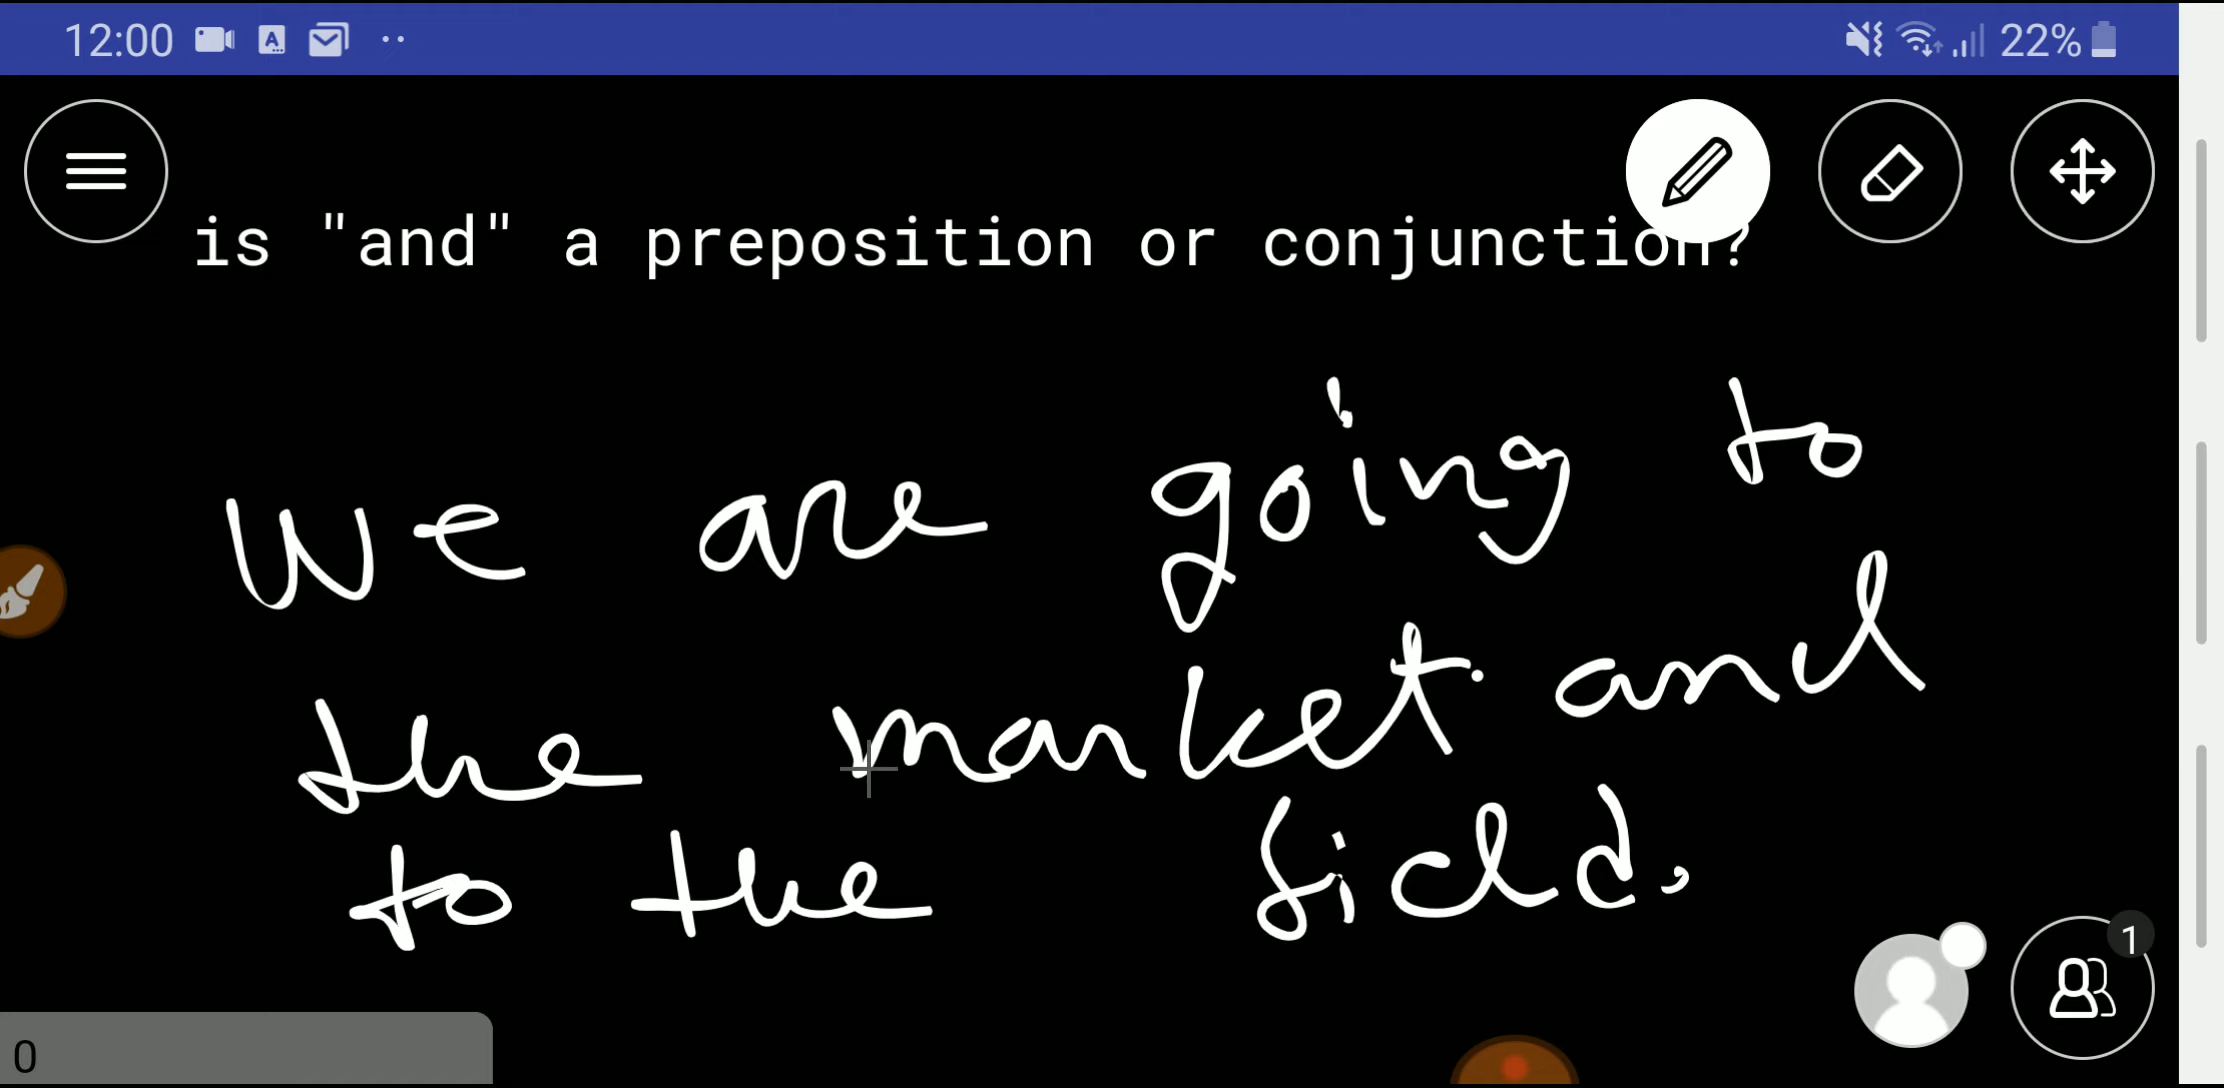 12:00 22%
is "and" a preposition or conjunction?
We are going to
the market and
to the field.
1
0